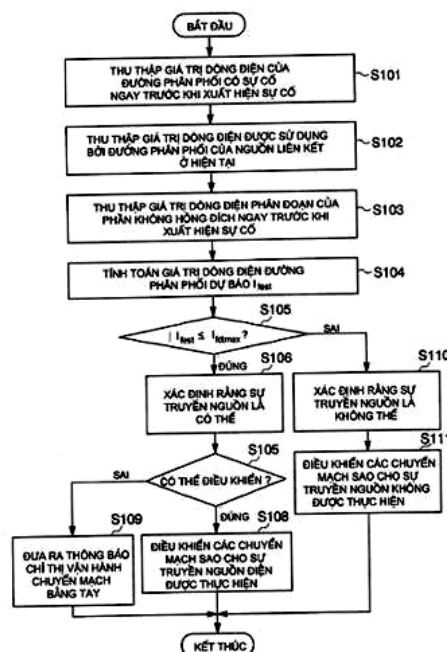 BẮT ĐẦU
THU THẬP GIÁ TRỊ DÒNG ĐIỆN CỦA
ĐƯỜNG PHÂN PHỐI CÓ SỰ CỐ
NGAY TRƯỚC KHI XUẤT HIỆN SỰ CỐ
S101
THU THẬP GIÁ TRỊ DÒNG ĐIỆN ĐƯỢC SỬ DỤNG
BỞI ĐƯỜNG PHÂN PHỐI CỦA NGUỒN LIÊN KẾT
Ở HIỆN TẠI
S102
THU THẬP GIÁ TRỊ DÒNG ĐIỆN PHÂN ĐOẠN CỦA
PHẦN KHÔNG HỎNG ĐÍCH NGAY TRƯỚC KHI
XUẤT HIỆN SỰ CỐ
S103
TÍNH TOÁN GIÁ TRỊ DÒNG ĐIỆN ĐƯỜNG
PHÂN PHỐI DỰ BÁO Ifest
S104
S105
| Ifest ≤ Ifdmax ?
SAI
ĐÚNG
S106
XÁC ĐỊNH RẰNG SỰ
TRUYỀN NGUỒN LÀ
CÓ THỂ
S110
XÁC ĐỊNH RẰNG SỰ
TRUYỀN NGUỒN LÀ
KHÔNG THỂ
S105
CÓ THỂ ĐIỀU KHIỂN ?
SAI
ĐÚNG
S111
ĐIỀU KHIỂN CÁC CHUYỂN
MẠCH SAO CHO SỰ
TRUYỀN NGUỒN KHÔNG
ĐƯỢC THỰC HIỆN
S109
ĐƯA RA THÔNG BÁO
CHỈ THỊ VẬN HÀNH
CHUYỂN MẠCH
BẰNG TAY
S108
ĐIỀU KHIỂN CÁC CHUYỂN
MẠCH SAO CHO SỰ
TRUYỀN NGUỒN ĐIỆN
ĐƯỢC THỰC HIỆN
KẾT THÚC